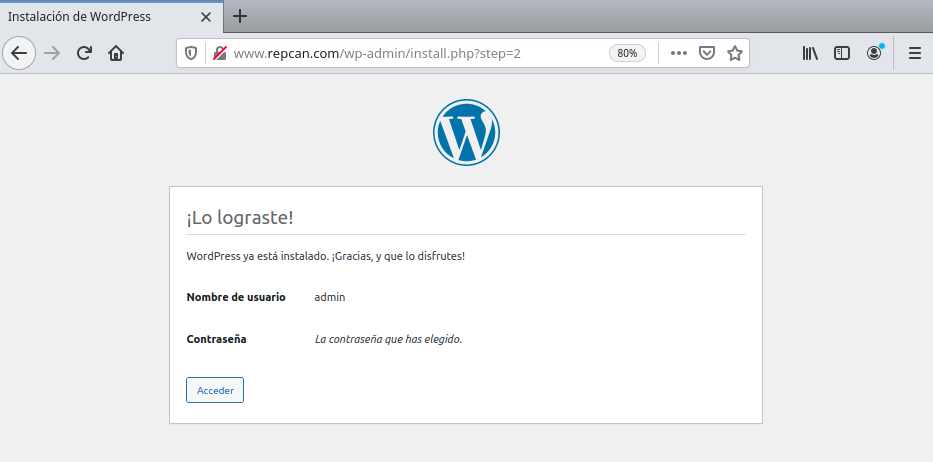 Instalación de WordPress
www.repcan.com/wp-admin/install.php?step=2
80%
¡Lo lograste!
WordPress ya está instalado. ¡Gracias, y que lo disfrutes!
Nombre de usuario admin
Contraseña La contraseña que has elegido.
Acceder